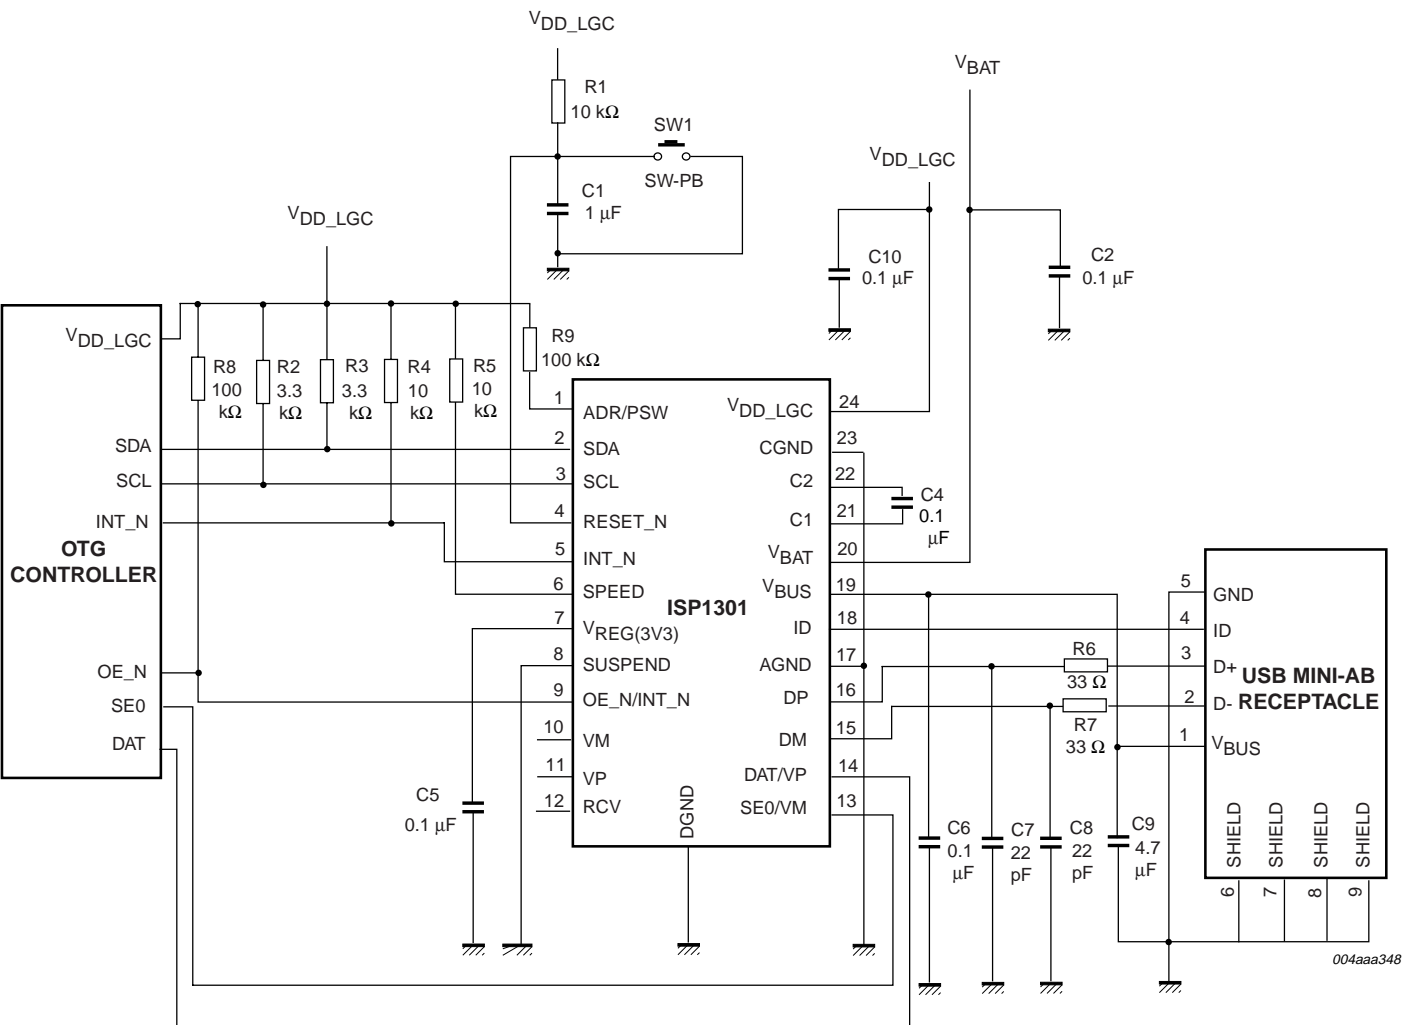 VDD_LGC
R1
10 kΩ
SW1
SW-PB
C1
1 μF
VBAT
VDD_LGC
C10
0.1 μF
C2
0.1 μF
VDD_LGC
VDD_LGC
R8
100
kΩ
R2
3.3
kΩ
R3
3.3
kΩ
R4
10
kΩ
R5
10
kΩ
R9
100 kΩ
SDA
SCL
INT_N
OTG
CONTROLLER
OE_N
SE0
DAT
1 ADR/PSW
2 SDA
3 SCL
4 RESET_N
5 INT_N
6 SPEED
7 VREG(3V3)
8 SUSPEND
9 OE_N/INT_N
10 VM
11 VP
12 RCV
ISP1301
DGND
VDD_LGC 24
CGND 23
C2 22
C1 21
VBAT 20
VBUS 19
ID 18
AGND 17
DP 16
DM 15
DAT/VP 14
SE0/VM 13
C4
0.1
μF
C5
0.1 μF
R6
33 Ω
R7
33 Ω
C6
0.1
μF
C7
22
pF
C8
22
pF
C9
4.7
μF
5 GND
4 ID
3 D+
2 D-
1 VBUS
USB MINI-AB
RECEPTACLE
SHIELD
SHIELD
SHIELD
SHIELD
6
7
8
9
004aaa348